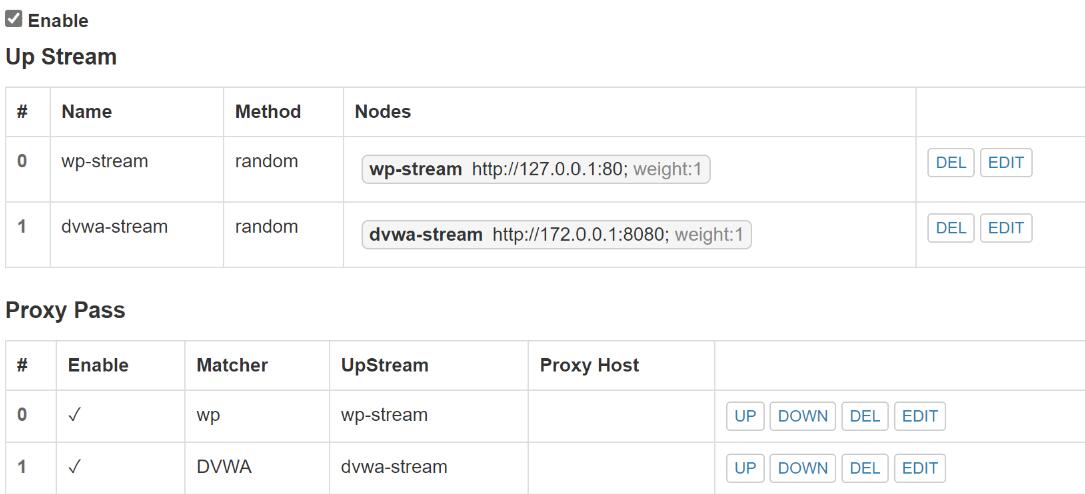 Enable
Up Stream
# Name Method Nodes
0 wp-stream random wp-stream http://127.0.0.1:80; weight:1 DEL EDIT
1 dvwa-stream random dvwa-stream http://172.0.0.1:8080; weight:1 DEL EDIT
Proxy Pass
# Enable Matcher UpStream Proxy Host
0 ✓ wp wp-stream UP DOWN DEL EDIT
1 ✓ DVWA dvwa-stream UP DOWN DEL EDIT